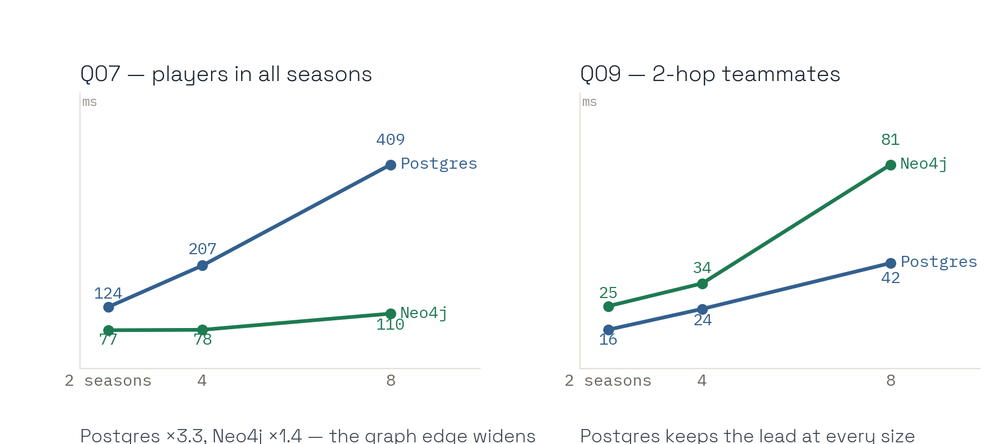 Q07 — players in all seasons
ms
409
Postgres
207
124
Neo4j
110
77
78
2 seasons
4
8
Postgres ×3.3, Neo4j ×1.4 — the graph edge widens
Q09 — 2-hop teammates
ms
81
Neo4j
Postgres
42
34
25
24
16
2 seasons
4
8
Postgres keeps the lead at every size